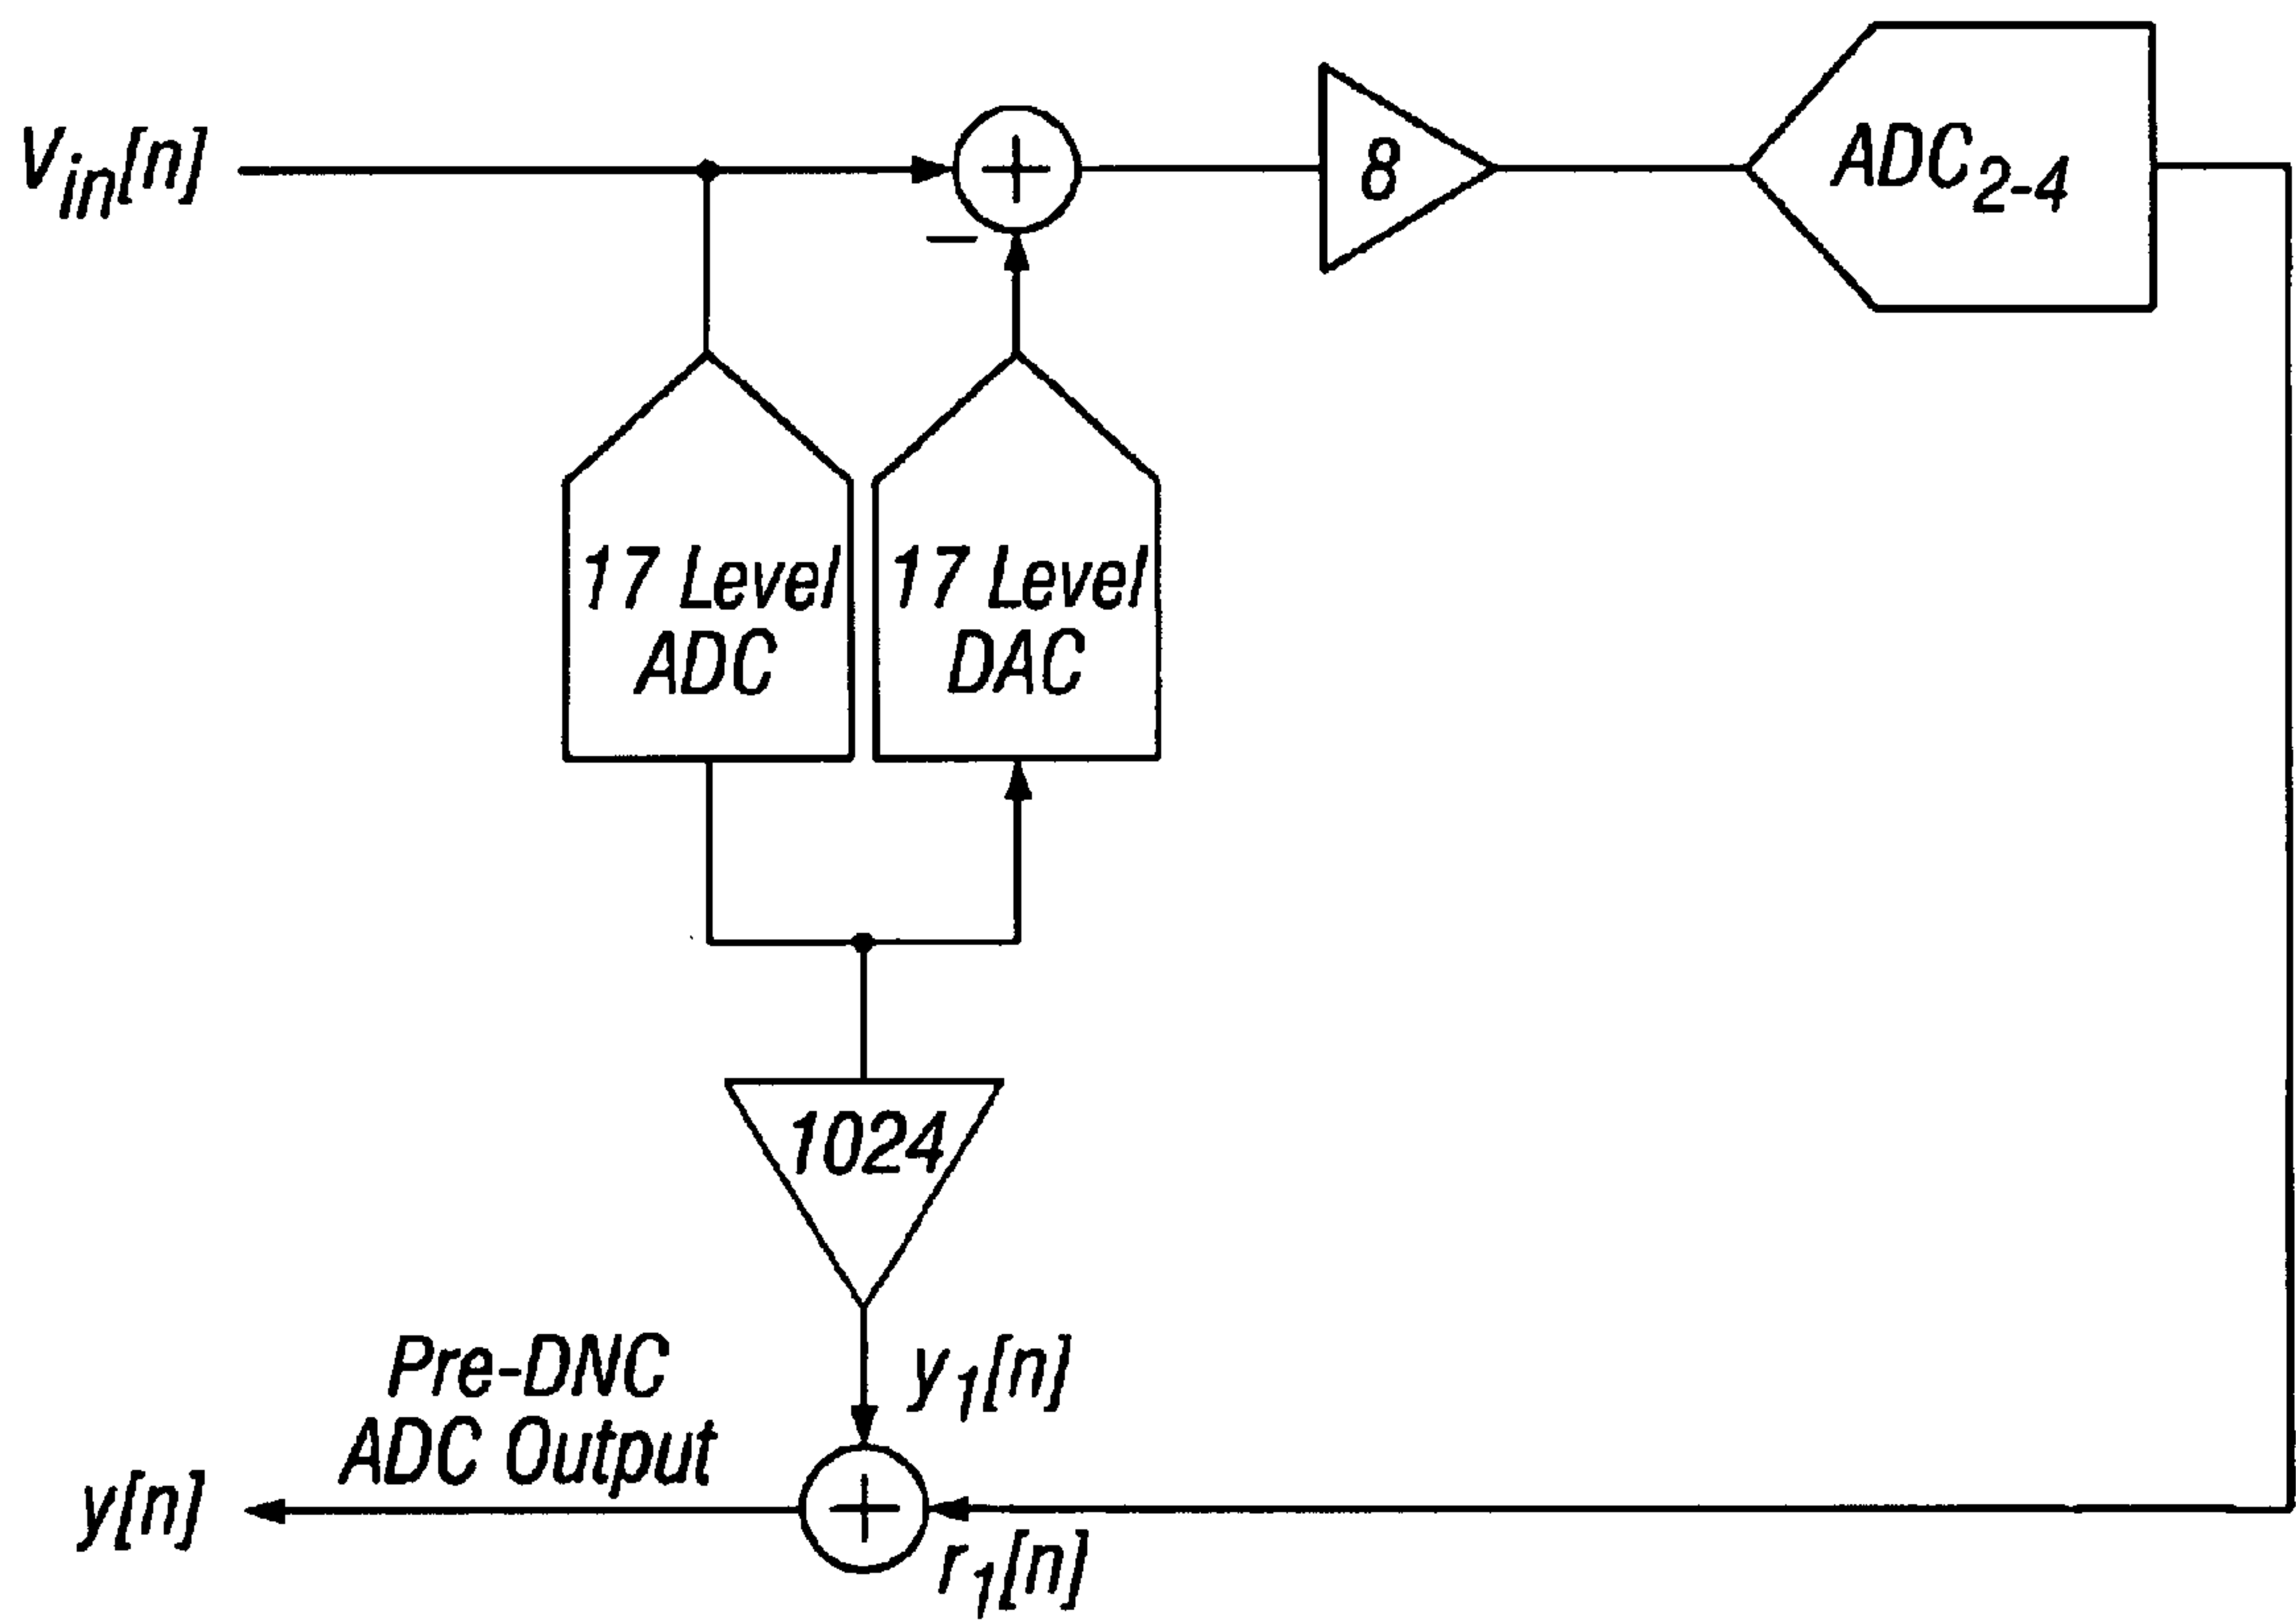 Vin[n]
+
−
8
ADC2-4
17 Level
ADC
17 Level
DAC
1024
Pre-DNC
ADC Output
y1[n]
y[n]
+
r1[n]